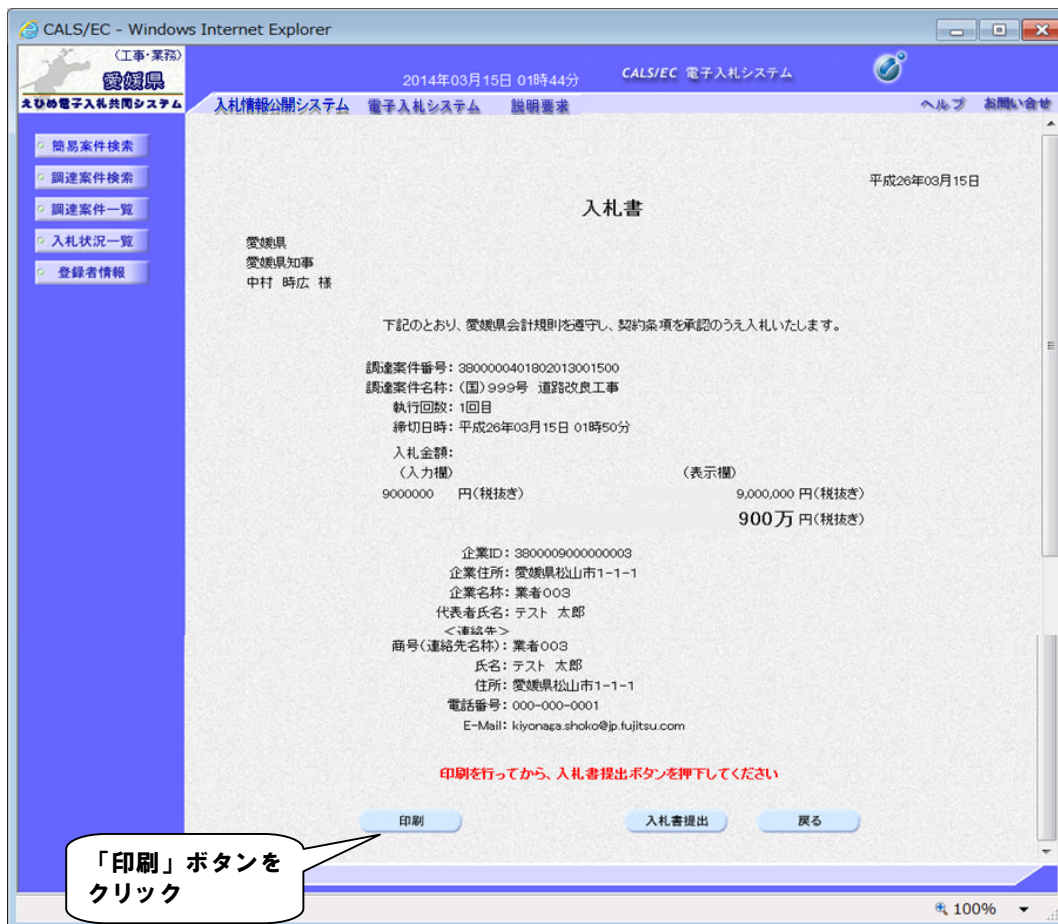 CALS/EC - Windows Internet Explorer
(工事・業務)
愛媛県
えひめ電子入札共同システム
2014年03月15日 01時44分
CALS/EC 電子入札システム
入札情報公開システム 電子入札システム 説明要求
ヘルプ お問い合せ
簡易案件検索
調達案件検索
調達案件一覧
入札状況一覧
登録者情報
平成26年03月15日
入札書
愛媛県
愛媛県知事
中村 時広 様
下記のとおり、愛媛県会計規則を遵守し、契約条項を承認のうえ入札いたします。
調達案件番号: 3800000401802013001500
調達案件名称: (国)999号 道路改良工事
執行回数: 1回目
締切日時: 平成26年03月15日 01時50分
入札金額:
(入力欄) (表示欄)
9000000 円(税抜き) 9,000,000 円(税抜き)
900万 円(税抜き)
企業ID: 3800009000000003
企業住所: 愛媛県松山市1-1-1
企業名称: 業者003
代表者氏名: テスト 太郎
<連絡先>
商号(連絡先名称): 業者003
氏名: テスト 太郎
住所: 愛媛県松山市1-1-1
電話番号: 000-000-0001
E-Mail: kiyonaga.shoko@jp.fujitsu.com
印刷を行ってから、入札書提出ボタンを押下してください
印刷 入札書提出 戻る
「印刷」ボタンを
クリック
100%